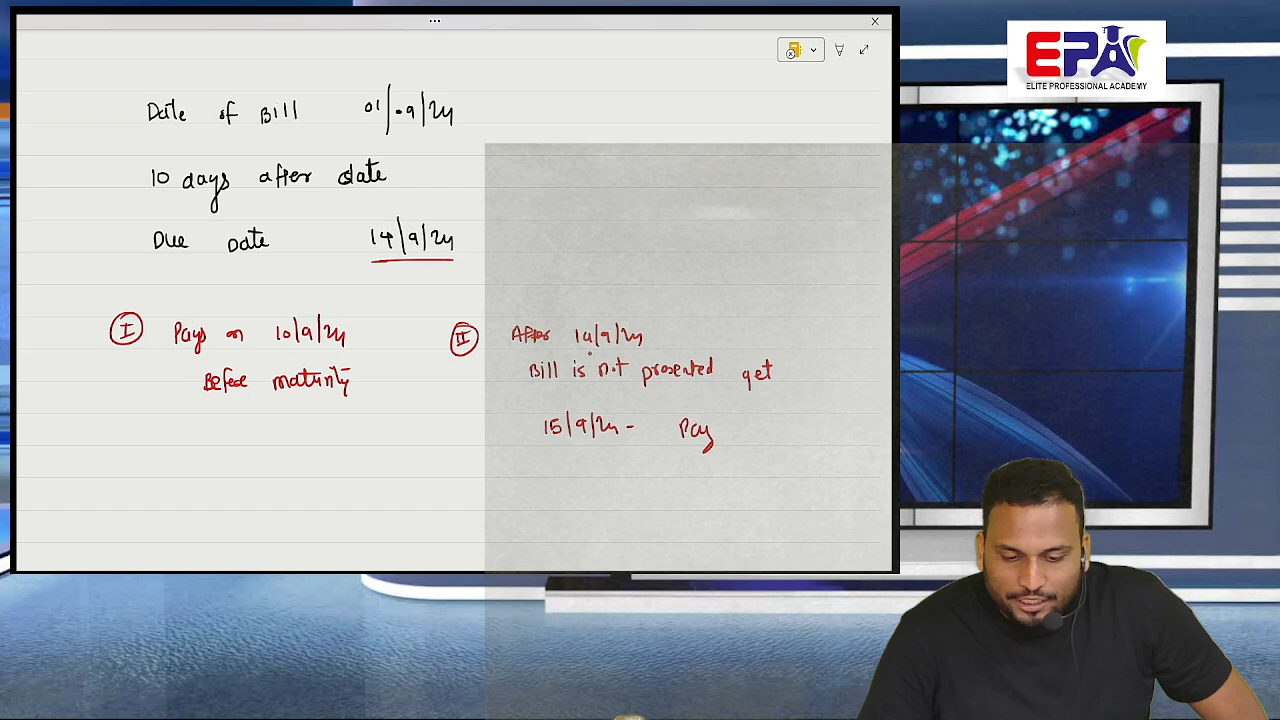 EPA
ELITE PROFESSIONAL ACADEMY
Date of Bill 01/09/24
10 days after date
Due Date 14/9/24
I Pays on 10/9/24
Before maturity
II After 14/9/24
Bill is not presented yet
15/9/24 - Pay